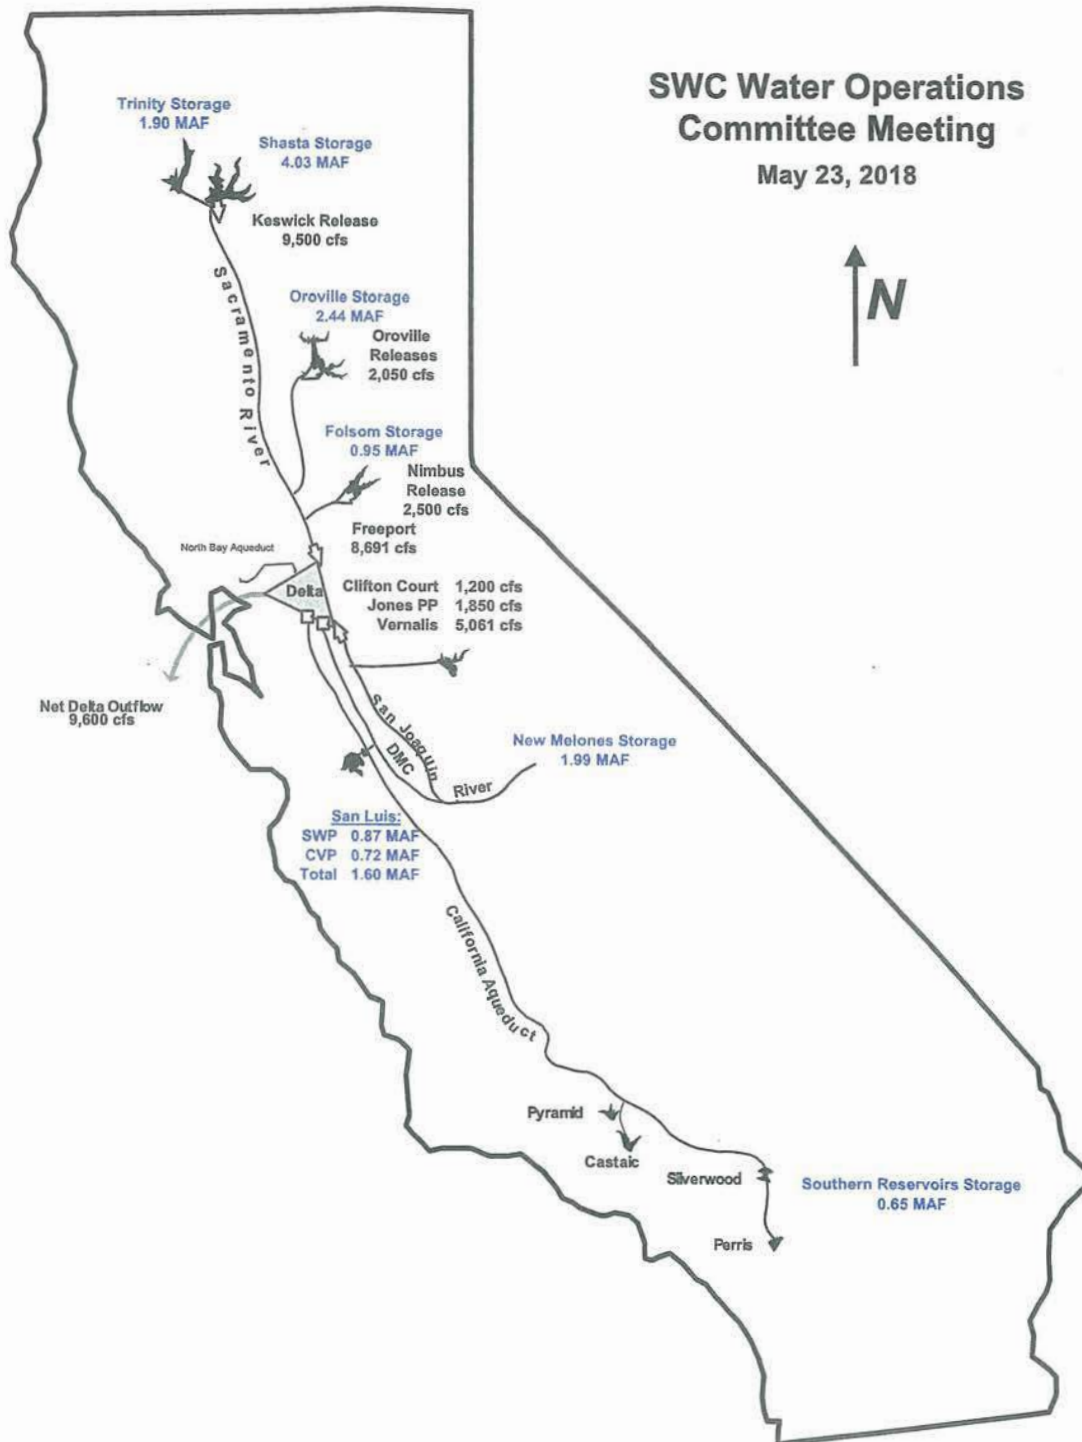 SWC Water Operations
Committee Meeting
May 23, 2018
N
Trinity Storage
1.90 MAF
Shasta Storage
4.03 MAF
Keswick Release
9,500 cfs
Sacramento River
Oroville Storage
2.44 MAF
Oroville
Releases
2,050 cfs
Folsom Storage
0.95 MAF
Nimbus
Release
2,500 cfs
Freeport
8,691 cfs
North Bay Aqueduct
Delta
Clifton Court 1,200 cfs
Jones PP 1,850 cfs
Vernalis 5,061 cfs
Net Delta Outflow
9,600 cfs
San Joaquin
River
DMC
New Melones Storage
1.99 MAF
San Luis:
SWP 0.87 MAF
CVP 0.72 MAF
Total 1.60 MAF
California Aqueduct
Pyramid
Castaic
Silverwood
Perris
Southern Reservoirs Storage
0.65 MAF